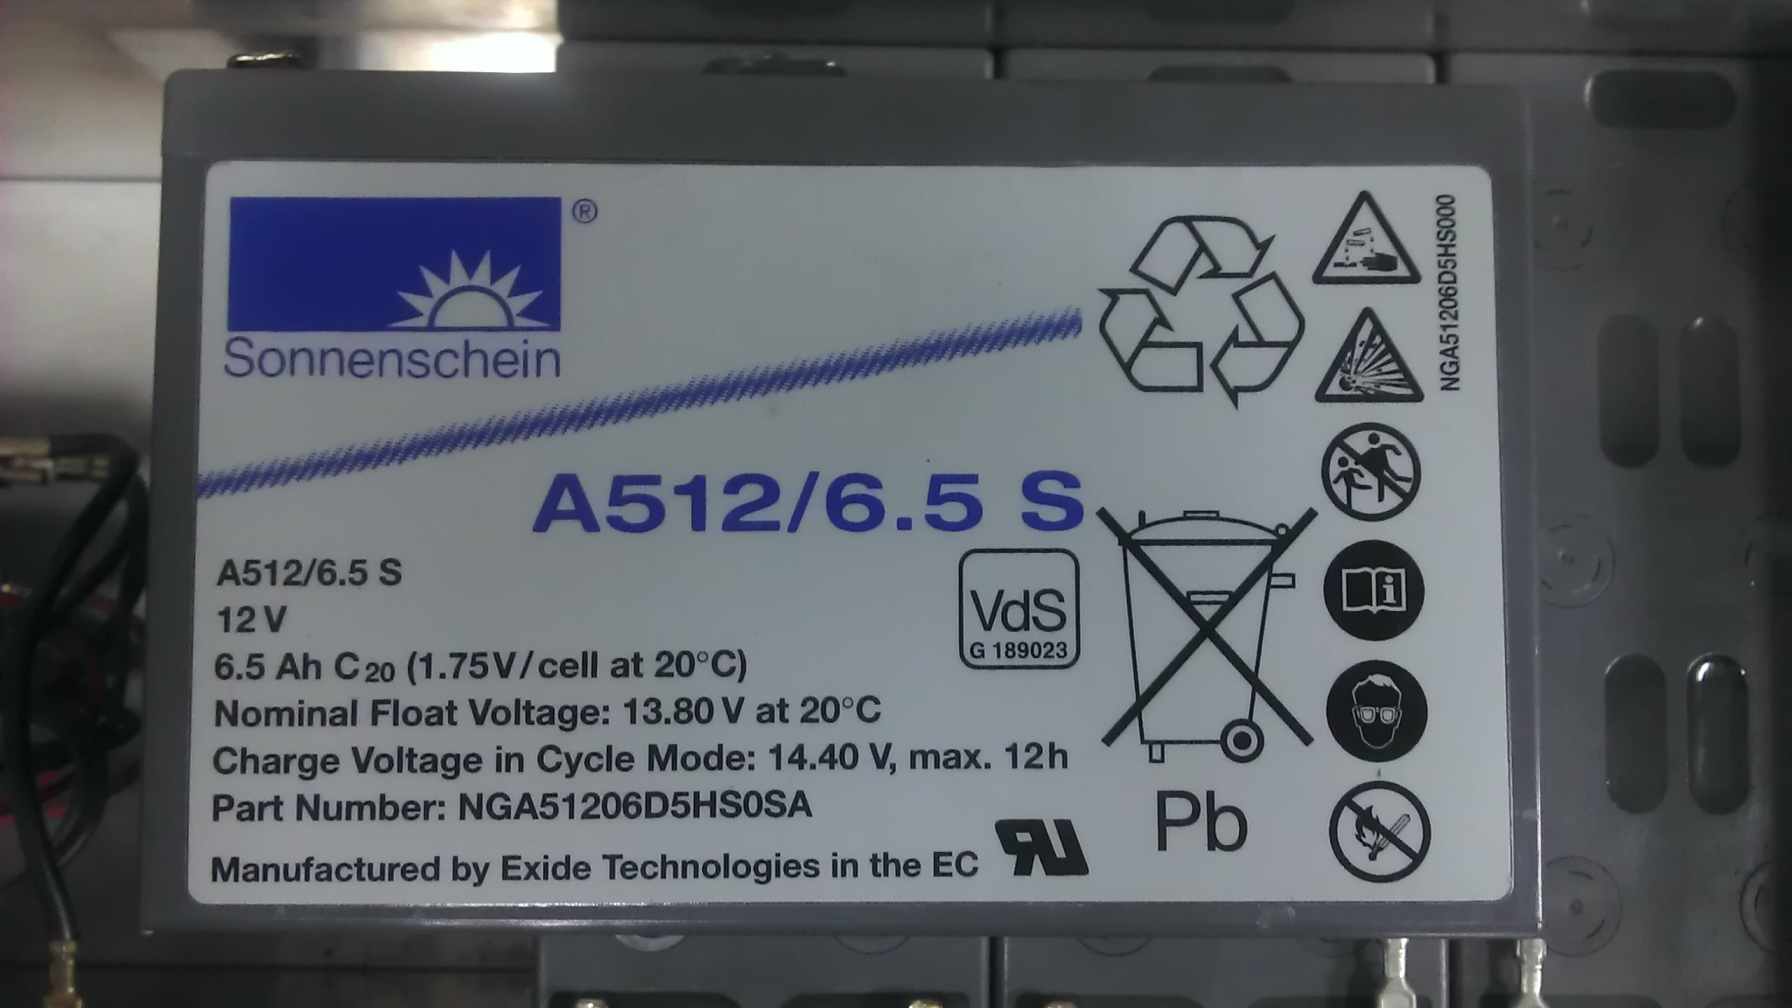 ®
Sonnenschein
A512/6.5 S
A512/6.5 S
12 V
6.5 Ah C20 (1.75V/cell at 20°C)
Nominal Float Voltage: 13.80 V at 20°C
Charge Voltage in Cycle Mode: 14.40 V, max. 12h
Part Number: NGA51206D5HS0SA
Manufactured by Exide Technologies in the EC
VdS
G 189023
Pb
NGA51206D5HS000